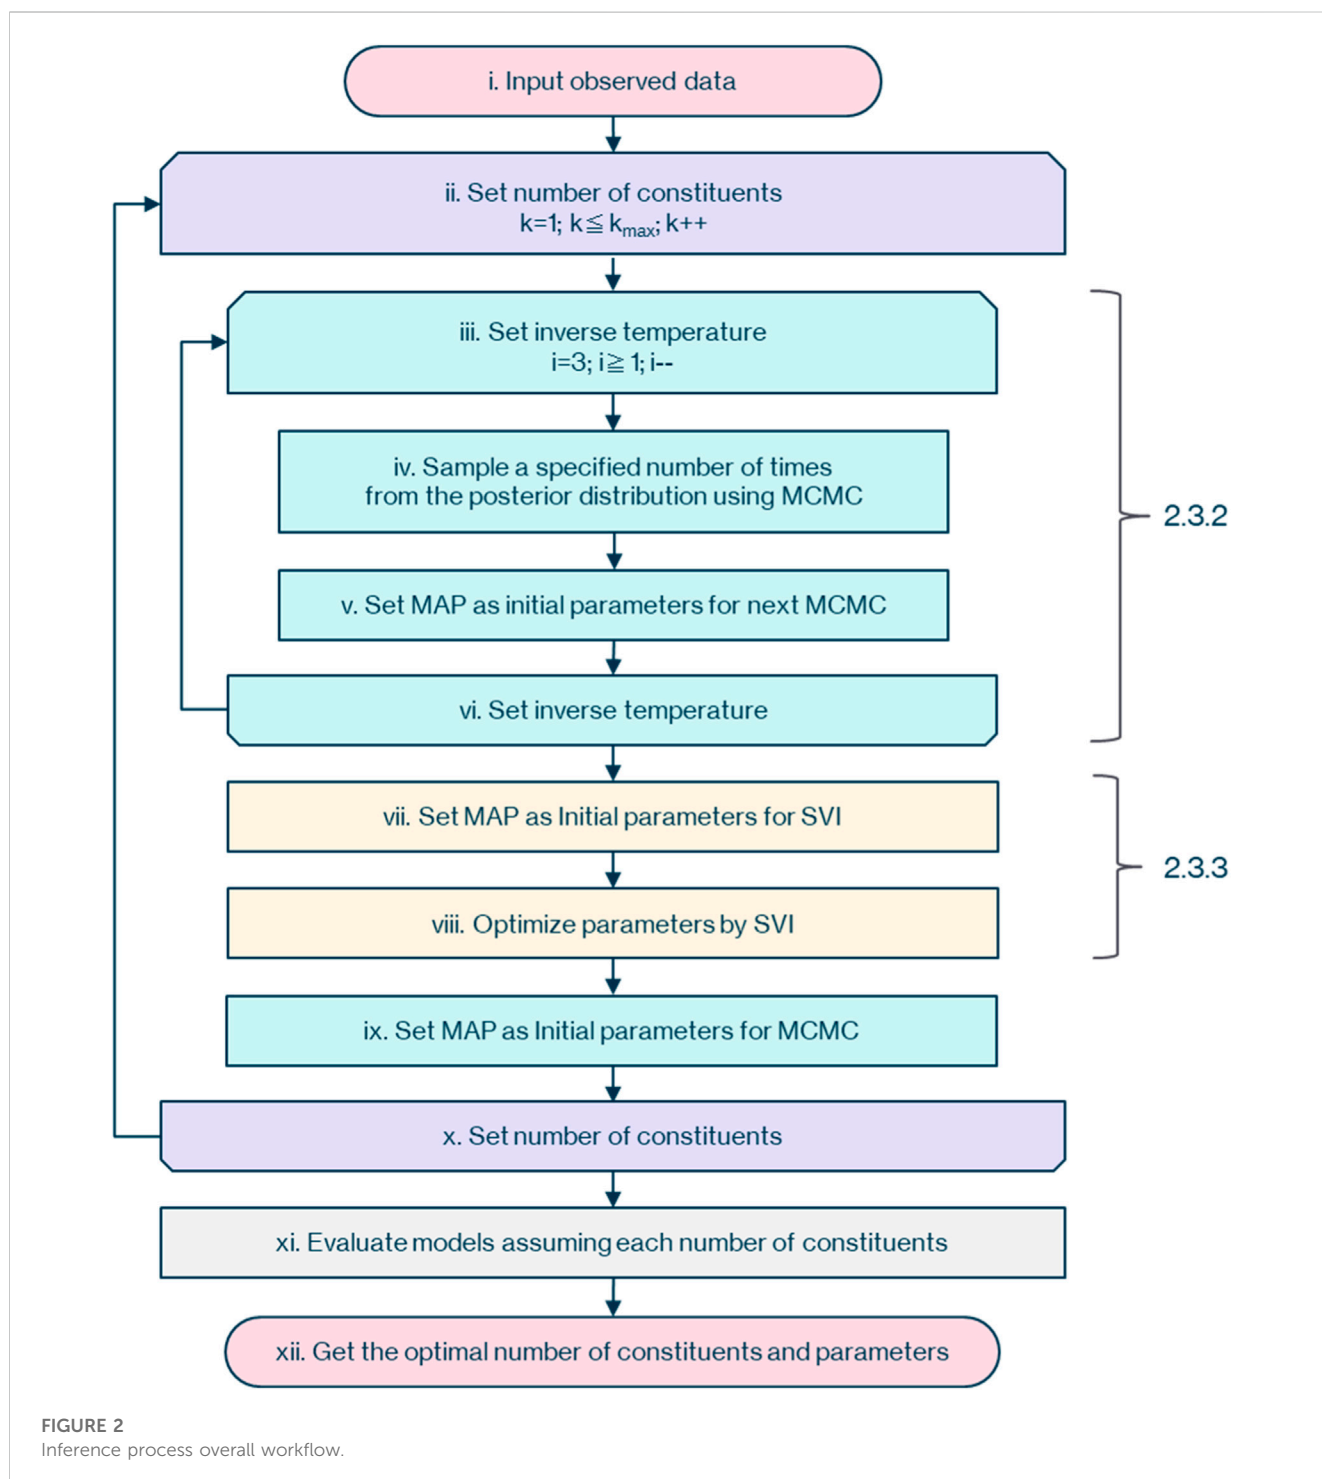 i. Input observed data
ii. Set number of constituents
k=1; k≦kmax; k++
iii. Set inverse temperature
i=3; i≧1; i--
iv. Sample a specified number of times
from the posterior distribution using MCMC
2.3.2
v. Set MAP as initial parameters for next MCMC
vi. Set inverse temperature
vii. Set MAP as Initial parameters for SVI
2.3.3
viii. Optimize parameters by SVI
ix. Set MAP as Initial parameters for MCMC
x. Set number of constituents
xi. Evaluate models assuming each number of constituents
xii. Get the optimal number of constituents and parameters
FIGURE 2
Inference process overall workflow.